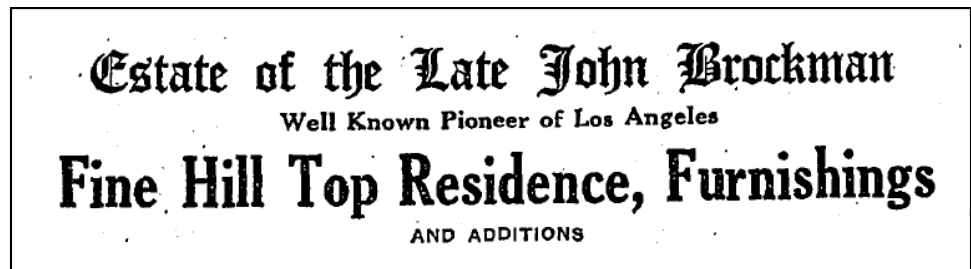 Estate of the Late John Brockman
Well Known Pioneer of Los Angeles
Fine Hill Top Residence, Furnishings
AND ADDITIONS